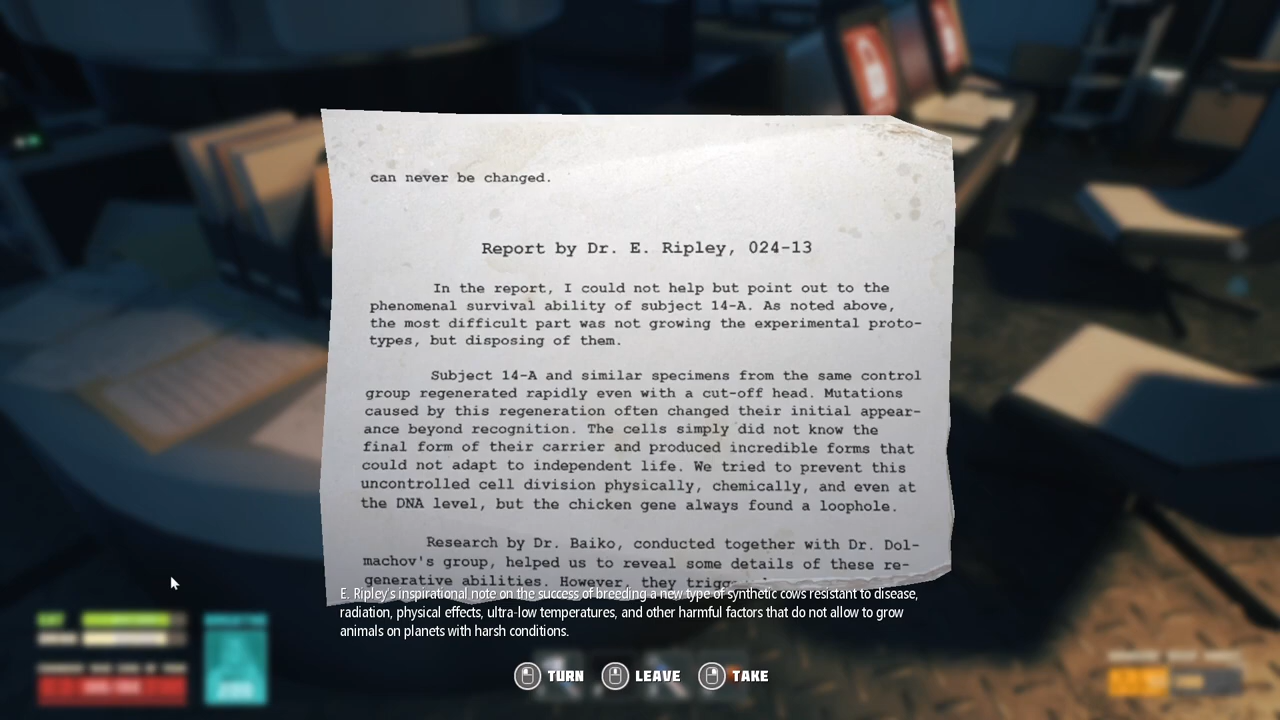 can never be changed.
Report by Dr. E. Ripley, 024-13
In the report, I could not help but point out to the
phenomenal survival ability of subject 14-A. As noted above,
the most difficult part was not growing the experimental proto-
types, but disposing of them.
Subject 14-A and similar specimens from the same control
group regenerated rapidly even with a cut-off head. Mutations
caused by this regeneration often changed their initial appear-
ance beyond recognition. The cells simply did not know the
final form of their carrier and produced incredible forms that
could not adapt to independent life. We tried to prevent this
uncontrolled cell division physically, chemically, and even at
the DNA level, but the chicken gene always found a loophole.
Research by Dr. Baiko, conducted together with Dr. Dol-
machov's group, helped us to reveal some details of these re-
generative abilities. However, they trigg-
E. Ripley's inspirational note on the success of breeding a new type of synthetic cows resistant to disease,
radiation, physical effects, ultra-low temperatures, and other harmful factors that do not allow to grow
animals on planets with harsh conditions.
TURN LEAVE TAKE